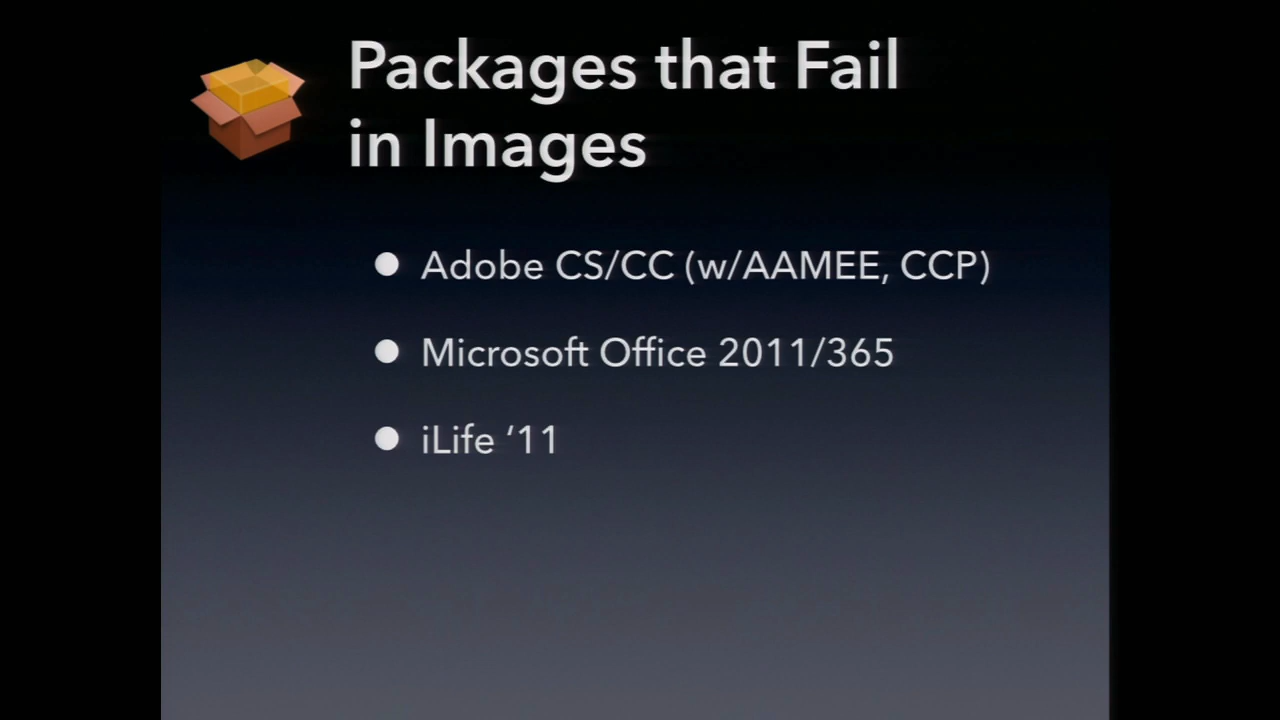 Packages that Fail
in Images
Adobe CS/CC (w/AAMEE, CCP)
Microsoft Office 2011/365
iLife ‘11